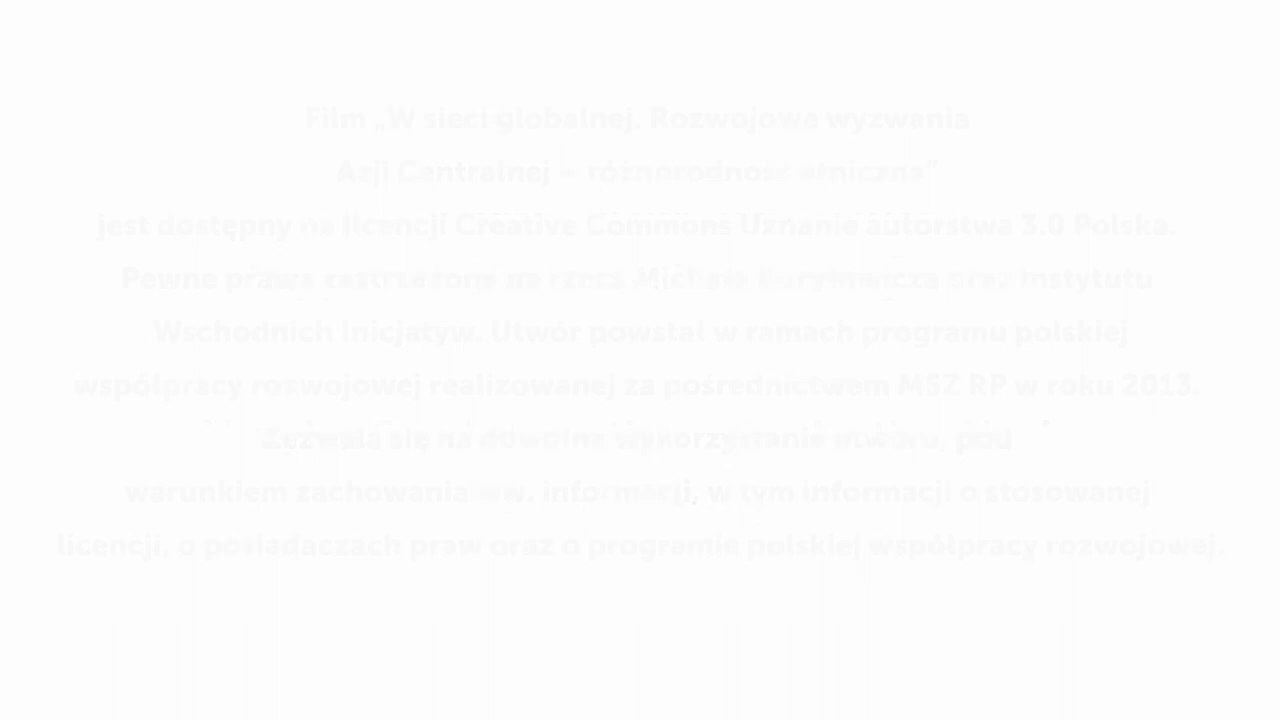 Film „W sieci globalnej. Rozwojowe wyzwania
Azji Centralnej – różnorodność etniczna”
jest dostępny na licencji Creative Commons Uznanie autorstwa 3.0 Polska.
Pewne prawa zastrzeżone na rzecz Michała oraz Instytutu
Wschodnich Inicjatyw. Utwór powstał w ramach programu polskiej
współpracy rozwojowej realizowanej za pośrednictwem MSZ RP w roku 2013.
Zezwala się na dowolne wykorzystanie utworu, pod
warunkiem zachowania ww. informacji, w tym informacji o stosowanej
licencji, o posiadaczach praw oraz o programie polskiej współpracy rozwojowej.